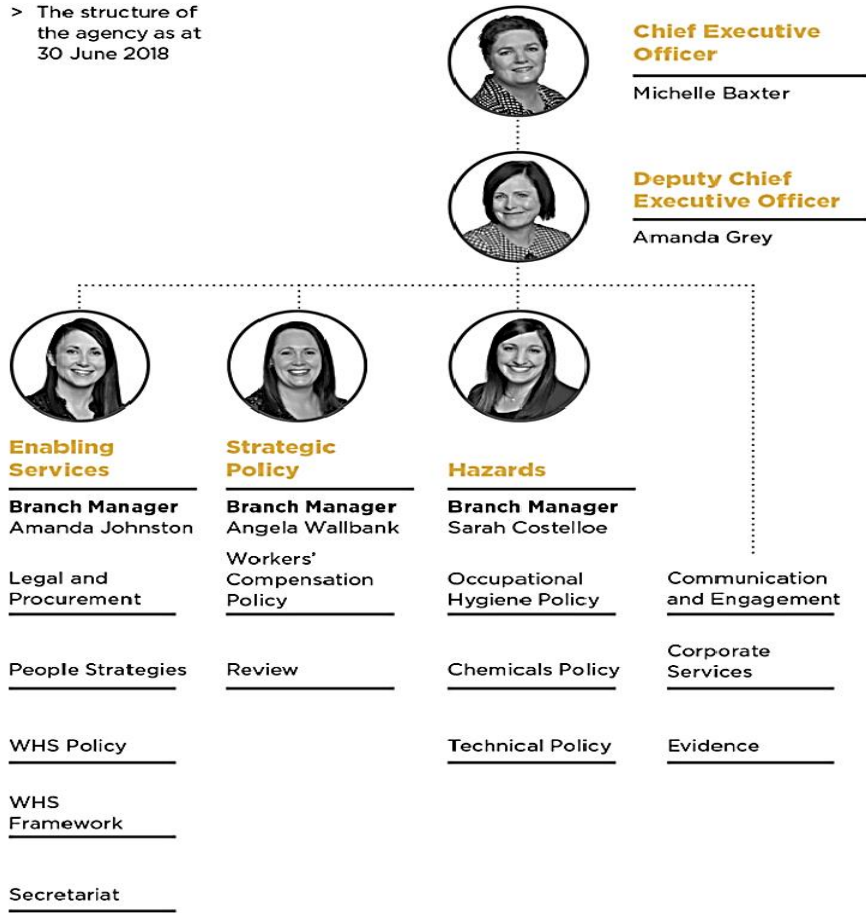 > The structure of
the agency as at
30 June 2018
Chief Executive
Officer
Michelle Baxter
Deputy Chief
Executive Officer
Amanda Grey
Enabling
Services
Branch Manager
Amanda Johnston
Legal and
Procurement
People Strategies
WHS Policy
WHS
Framework
Secretariat
Strategic
Policy
Branch Manager
Angela Wallbank
Workers’
Compensation
Policy
Review
Hazards
Branch Manager
Sarah Costelloe
Occupational
Hygiene Policy
Chemicals Policy
Technical Policy
Communication
and Engagement
Corporate
Services
Evidence